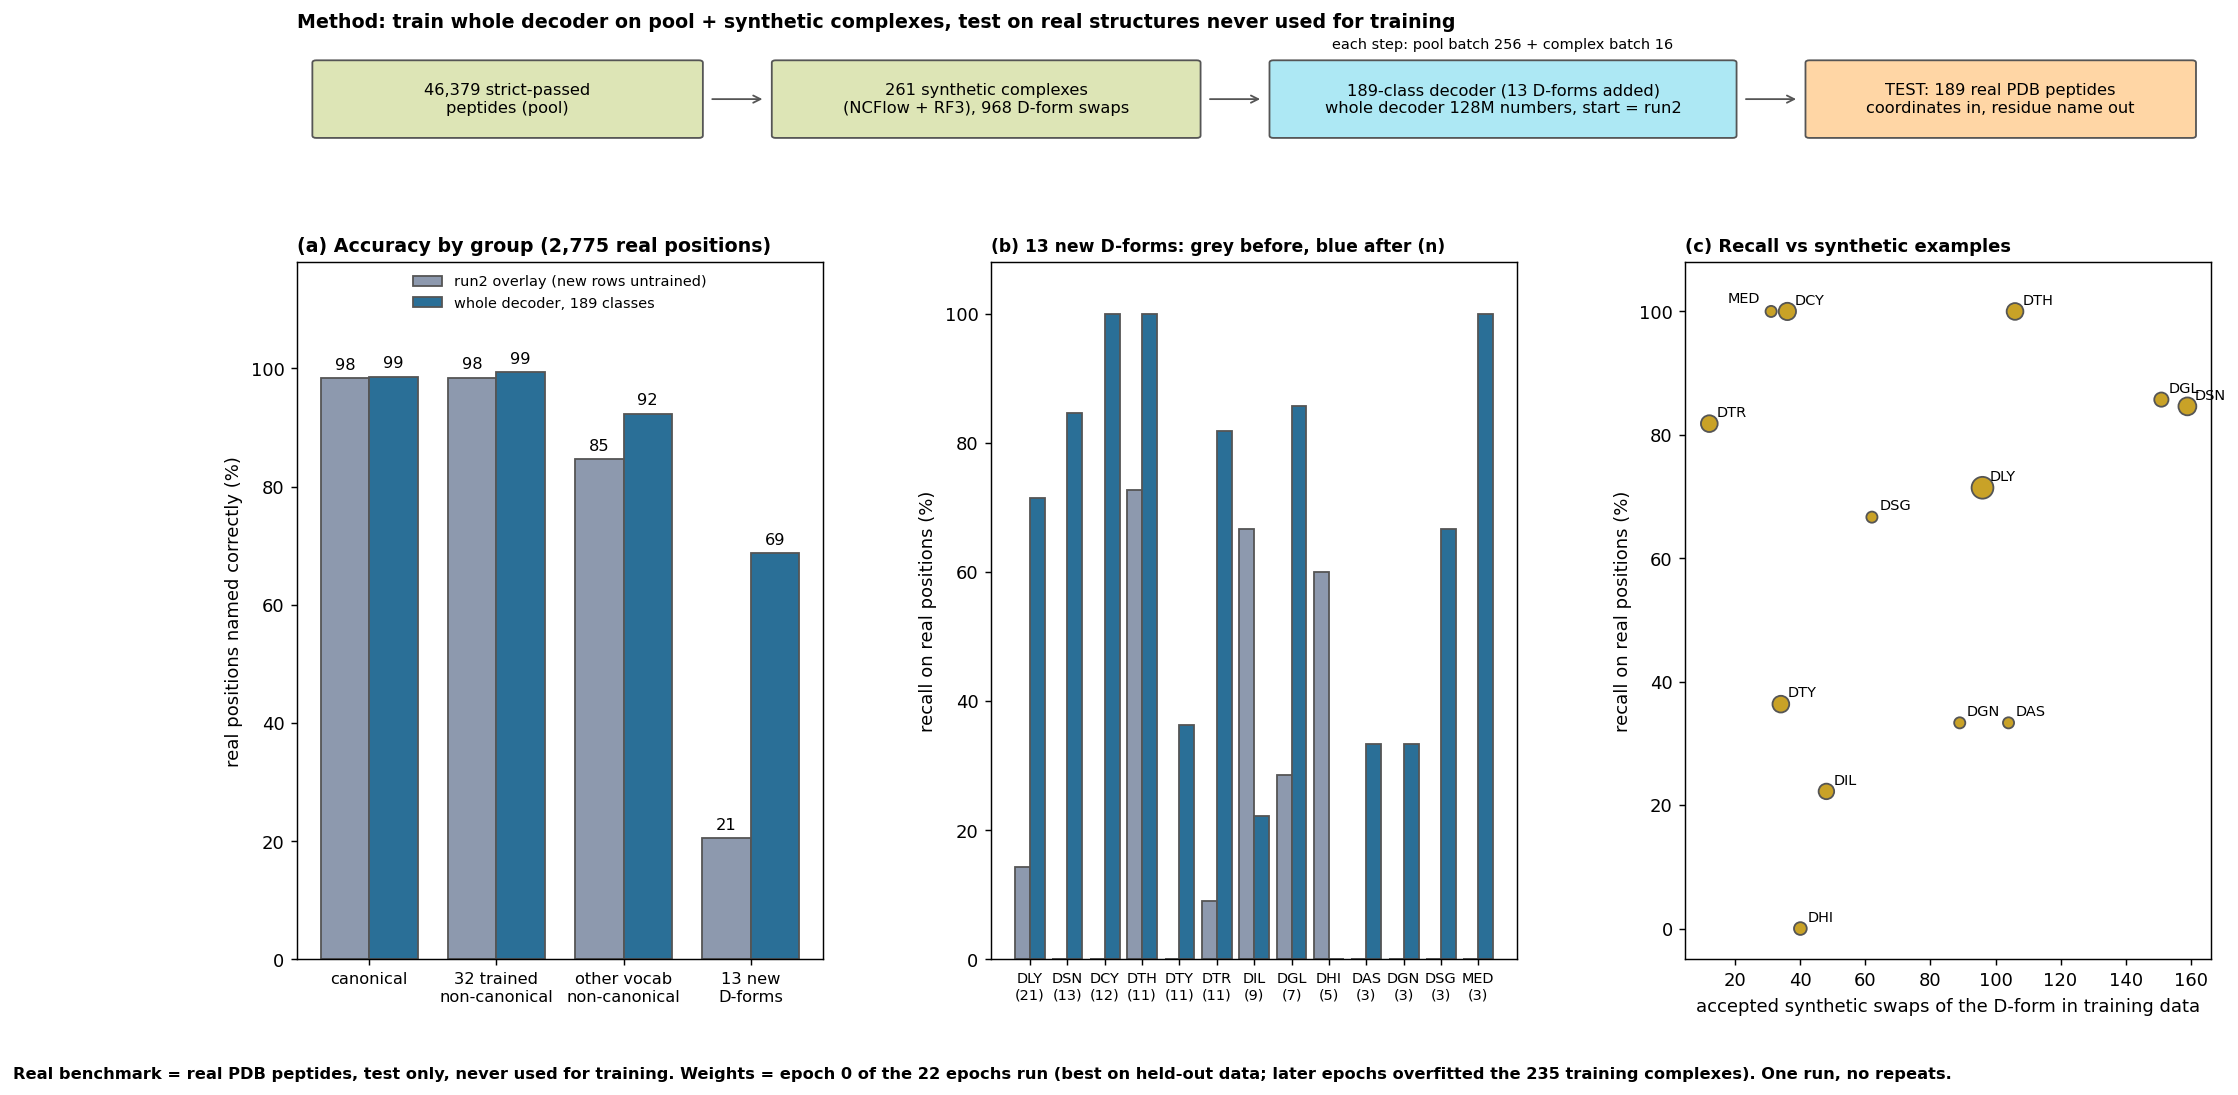 Method: train whole decoder on pool + synthetic complexes, test on real structures never used for training
each step: pool batch 256 + complex batch 16
46,379 strict-passed
peptides (pool)
261 synthetic complexes
(NCFlow + RF3), 968 D-form swaps
189-class decoder (13 D-forms added)
whole decoder 128M numbers, start = run2
TEST: 189 real PDB peptides
coordinates in, residue name out
(a) Accuracy by group (2,775 real positions)
run2 overlay (new rows untrained)
whole decoder, 189 classes
real positions named correctly (%)
100
80
60
40
20
0
98 99 98 99 85 92 21 69
canonical
32 trained
non-canonical
other vocab
non-canonical
13 new
D-forms
(b) 13 new D-forms: grey before, blue after (n)
recall on real positions (%)
100
80
60
40
20
0
DLY DSN DCY DTH DTY DTR DIL DGL DHI DAS DGN DSG MED
(21) (13) (12) (11) (11) (11) (9) (7) (5) (3) (3) (3) (3)
(c) Recall vs synthetic examples
recall on real positions (%)
100
80
60
40
20
0
MED
DCY
DTH
DGL
DSN
DTR
DLY
DSG
DTY
DGN
DAS
DIL
DHI
20 40 60 80 100 120 140 160
accepted synthetic swaps of the D-form in training data
Real benchmark = real PDB peptides, test only, never used for training. Weights = epoch 0 of the 22 epochs run (best on held-out data; later epochs overfitted the 235 training complexes). One run, no repeats.